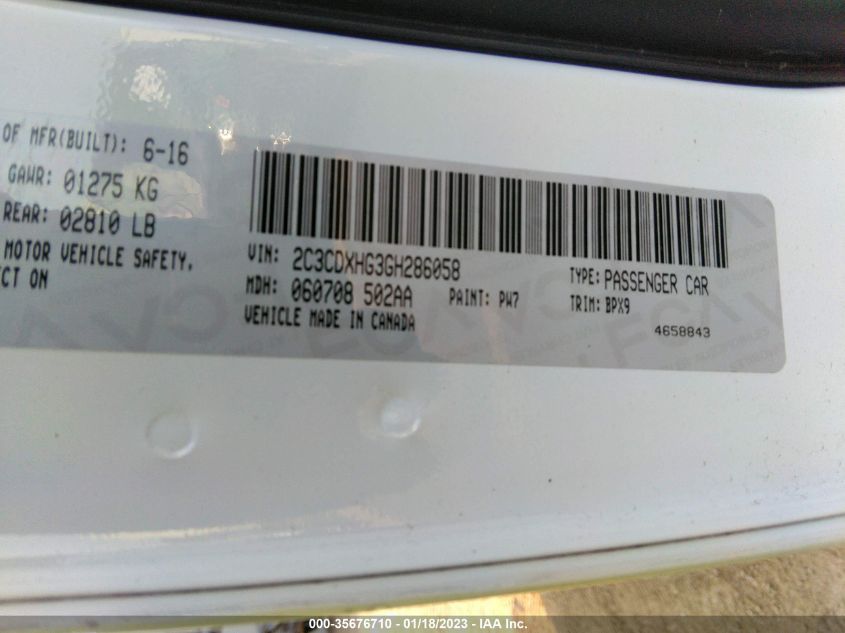 OF MFR(BUILT): 6-16
GAWR: 01275 KG
REAR: 02810 LB
MOTOR VEHICLE SAFETY,
CT ON
VIN: 2C3CDXHG3GH286058
MDH: 060708 502AA
PAINT: PW7
VEHICLE MADE IN CANADA
TYPE: PASSENGER CAR
TRIM: BPX9
4658843
000-35676710 - 01/18/2023 - IAA Inc.